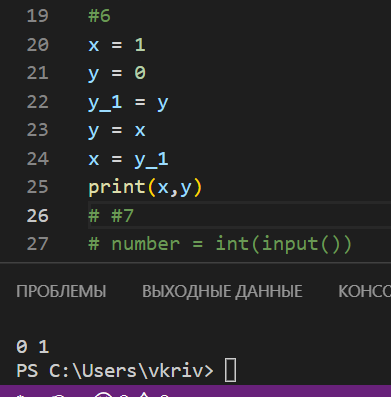 19 #6
20 x = 1
21 y = 0
22 y_1 = y
23 y = x
24 x = y_1
25 print(x,y)
26 # #7
27 # number = int(input())
ПРОБЛЕМЫ ВЫХОДНЫЕ ДАННЫЕ КОНСО
0 1
PS C:\Users\vkriv>